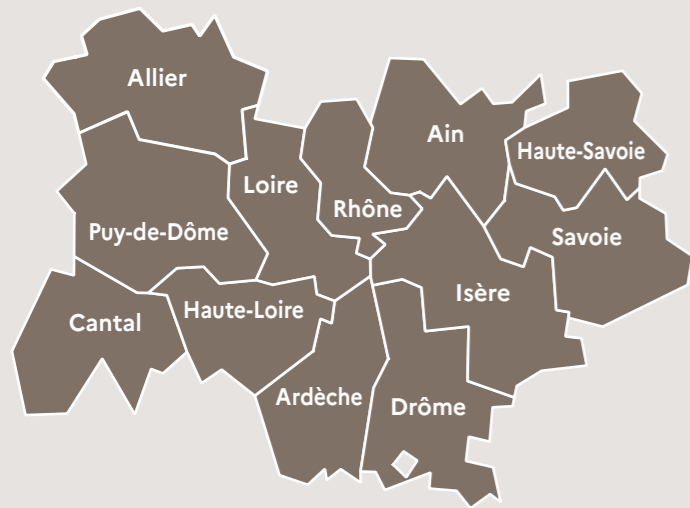 Allier
Ain
Haute-Savoie
Loire
Rhône
Puy-de-Dôme
Savoie
Isère
Haute-Loire
Cantal
Ardèche
Drôme